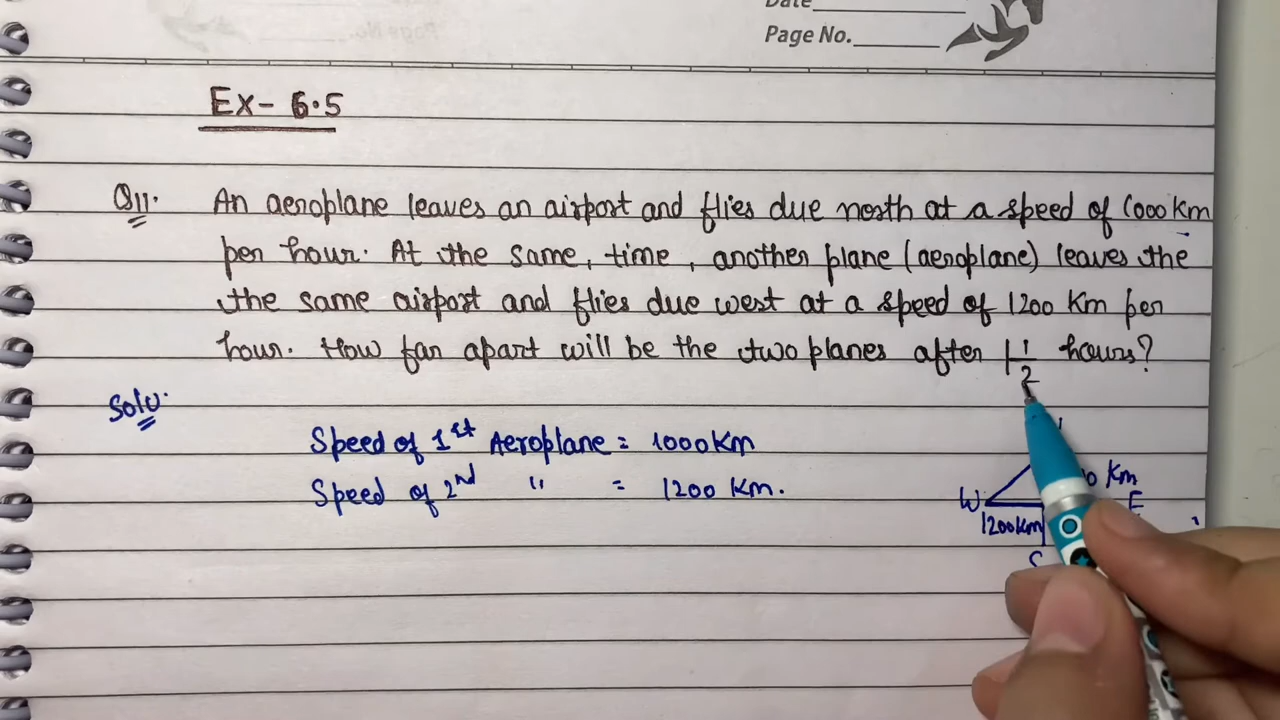 Date
Page No.
Ex- 6.5
Q11. An aeroplane leaves an airport and flies due north at a speed of 1000 Km
per hour. At the same, time, another plane (aeroplane) leaves the
the same airport and flies due west at a speed of 1200 Km per
hour. How far apart will be the two planes after 1 1/2 hours?
Solu.
Speed of 1st Aeroplane = 1000Km
Speed of 2nd " = 1200 Km.
Km
W E
1200Km
S